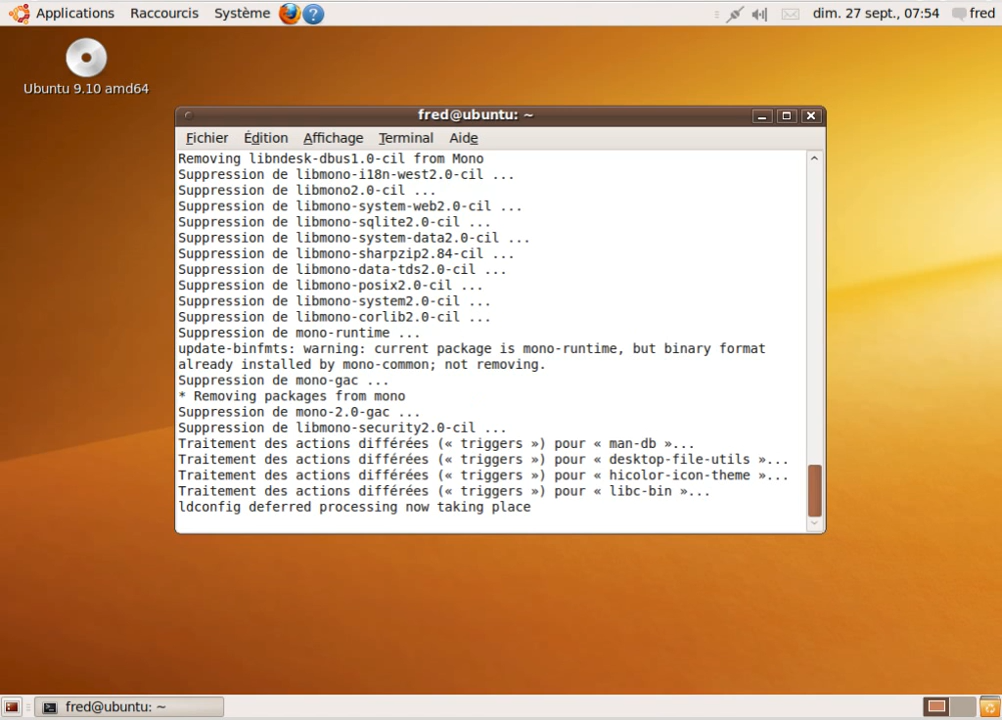 Applications Raccourcis Système dim. 27 sept., 07:54 fred
Ubuntu 9.10 amd64
fred@ubuntu: ~
Fichier Édition Affichage Terminal Aide
Removing libndesk-dbus1.0-cil from Mono
Suppression de libmono-i18n-west2.0-cil ...
Suppression de libmono2.0-cil ...
Suppression de libmono-system-web2.0-cil ...
Suppression de libmono-sqlite2.0-cil ...
Suppression de libmono-system-data2.0-cil ...
Suppression de libmono-sharpzip2.84-cil ...
Suppression de libmono-data-tds2.0-cil ...
Suppression de libmono-posix2.0-cil ...
Suppression de libmono-system2.0-cil ...
Suppression de libmono-corlib2.0-cil ...
Suppression de mono-runtime ...
update-binfmts: warning: current package is mono-runtime, but binary format
already installed by mono-common; not removing.
Suppression de mono-gac ...
* Removing packages from mono
Suppression de mono-2.0-gac ...
Suppression de libmono-security2.0-cil ...
Traitement des actions différées (« triggers ») pour « man-db »...
Traitement des actions différées (« triggers ») pour « desktop-file-utils »...
Traitement des actions différées (« triggers ») pour « hicolor-icon-theme »...
Traitement des actions différées (« triggers ») pour « libc-bin »...
ldconfig deferred processing now taking place
fred@ubuntu: ~